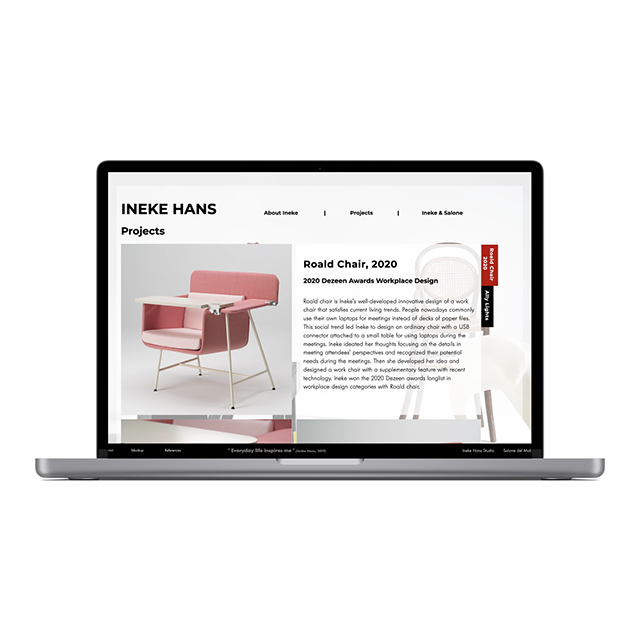 INEKE HANS
About Ineke | Projects | Ineke & Salone
Projects
Roald Chair, 2020
2020 Dezeen Awards Workplace Design
Roald chair is Ineke's well-developed innovative design of a work
chair that satisfies current living trends. People nowadays commonly
use their own laptops for meetings instead of decks of paper files.
This social trend led Ineke to design an ordinary chair with a USB
connector attached to a small table for using laptops during the
meetings. Ineke ideated her thoughts focusing on the details in
meeting attendees' perspectives and recognized their potential
needs during the meeting. Then she developed her idea and
designed a work chair with a supplementary feature with recent
technology. Ineke won the 2020 Dezeen awards longlist in
workplace design categories with Roald chair.
Roald Chair
2020
Ally Lights
Mockup References " Everyday life inspires me " (Ineke Hans, 2019) Ineke Hans Studio Salone del Mob